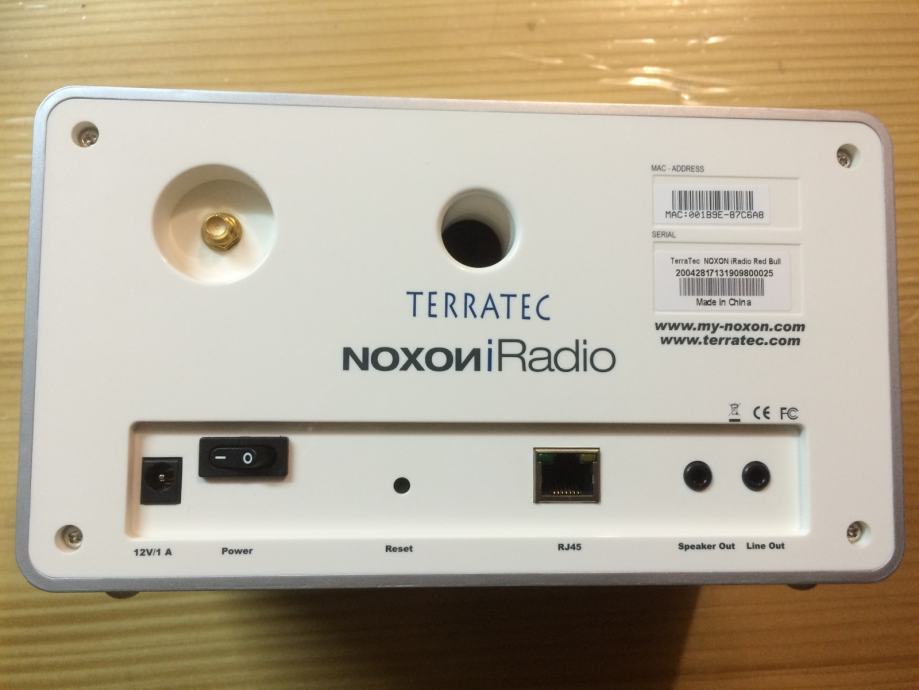 MAC - ADDRESS
MAC:001B9E-87C6A8
SERIAL
TerraTec NOXON iRadio Red Bull
20042817131909800025
Made in China
TERRATEC
NOXON iRadio
www.my-noxon.com
www.terratec.com
CE FC
12V/1 A
Power
Reset
RJ45
Speaker Out
Line Out